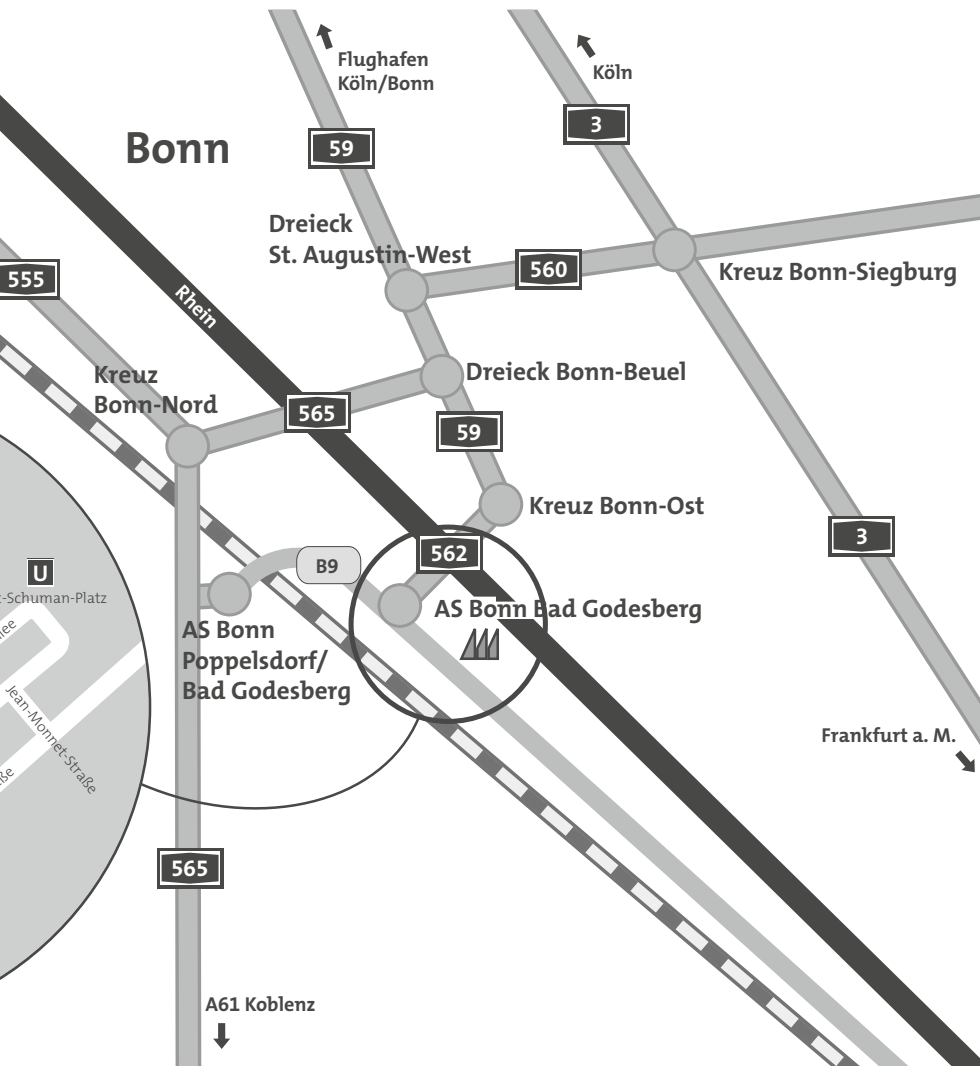 Flughafen
Köln/Bonn
Köln
3
Bonn
59
Dreieck
St. Augustin-West
560
Kreuz Bonn-Siegburg
555
Rhein
Kreuz
Bonn-Nord
565
Dreieck Bonn-Beuel
59
Kreuz Bonn-Ost
3
562
B9
U
-Schuman-Platz
AS Bonn Bad Godesberg
AS Bonn
Poppelsdorf/
Bad Godesberg
Jean-Monnet-Straße
Frankfurt a. M.
565
A61 Koblenz